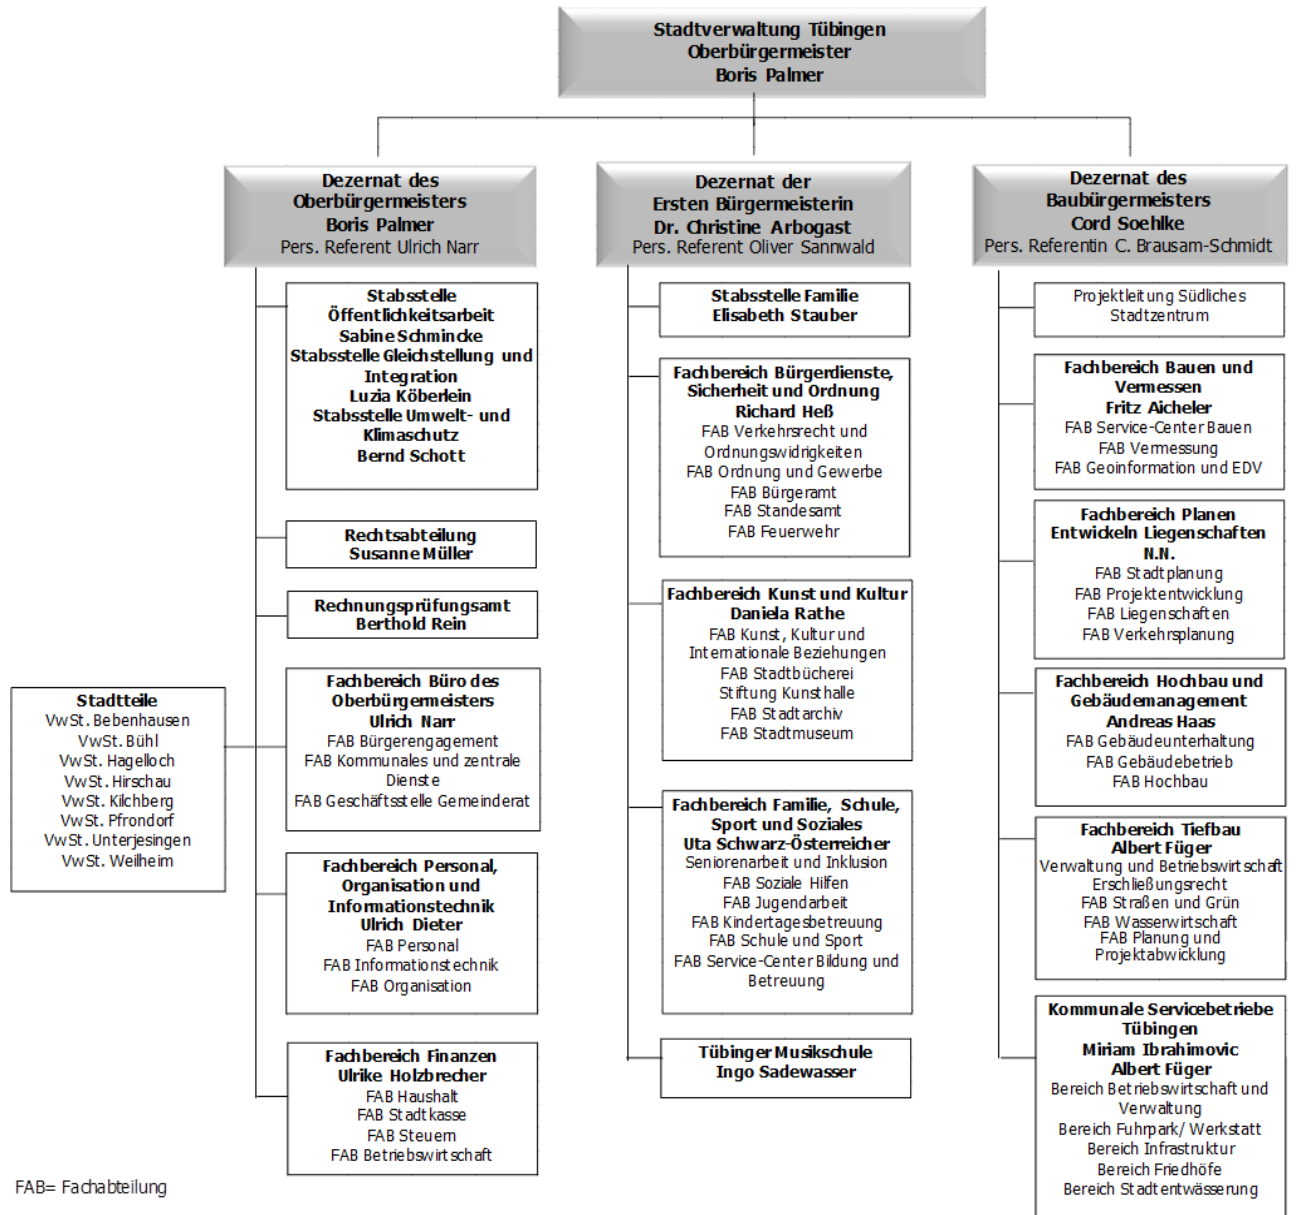 Stadtverwaltung Tübingen
Oberbürgermeister
Boris Palmer
Dezernat des
Oberbürgermeisters
Boris Palmer
Pers. Referent Ulrich Narr
Stabsstelle
Öffentlichkeitsarbeit
Sabine Schmincke
Stabsstelle Gleichstellung und
Integration
Luzia Köberlein
Stabsstelle Umwelt- und
Klimaschutz
Bernd Schott
Rechtsabteilung
Susanne Müller
Rechnungsprüfungsamt
Berthold Rein
Fachbereich Büro des
Oberbürgermeisters
Ulrich Narr
FAB Bürgerengagement
FAB Kommunales und zentrale
Dienste
FAB Geschäftsstelle Gemeinderat
Stadtteile
VwSt. Bebenhausen
VwSt. Bühl
VwSt. Hagelloch
VwSt. Hirschau
VwSt. Kilchberg
VwSt. Pfrondorf
VwSt. Unterjesingen
VwSt. Weilheim
Fachbereich Personal,
Organisation und
Informationstechnik
Ulrich Dieter
FAB Personal
FAB Informationstechnik
FAB Organisation
Fachbereich Finanzen
Ulrike Holzbrecher
FAB Haushalt
FAB Stadtkasse
FAB Steuern
FAB Betriebswirtschaft
Dezernat der
Ersten Bürgermeisterin
Dr. Christine Arbogast
Pers. Referent Oliver Sannwald
Stabsstelle Familie
Elisabeth Stauber
Fachbereich Bürgerdienste,
Sicherheit und Ordnung
Richard Heß
FAB Verkehrsrecht und
Ordnungswidrigkeiten
FAB Ordnung und Gewerbe
FAB Bürgeramt
FAB Standesamt
FAB Feuerwehr
Fachbereich Kunst und Kultur
Daniela Rathe
FAB Kunst, Kultur und
Internationale Beziehungen
FAB Stadtbücherei
Stiftung Kunsthalle
FAB Stadtarchiv
FAB Stadtmuseum
Fachbereich Familie, Schule,
Sport und Soziales
Uta Schwarz-Österreicher
Seniorenarbeit und Inklusion
FAB Soziale Hilfen
FAB Jugendarbeit
FAB Kindertagesbetreuung
FAB Schule und Sport
FAB Service-Center Bildung und
Betreuung
Tübinger Musikschule
Ingo Sadewasser
Dezernat des
Baubürgermeisters
Cord Soehlke
Pers. Referentin C. Brausam-Schmidt
Projektleitung Südliches
Stadtzentrum
Fachbereich Bauen und
Vermessen
Fritz Aicheler
FAB Service-Center Bauen
FAB Vermessung
FAB Geoinformation und EDV
Fachbereich Planen
Entwickeln Liegenschaften
N.N.
FAB Stadtplanung
FAB Projektentwicklung
FAB Liegenschaften
FAB Verkehrsplanung
Fachbereich Hochbau und
Gebäudemanagement
Andreas Haas
FAB Gebäudeunterhaltung
FAB Gebäudebetrieb
FAB Hochbau
Fachbereich Tiefbau
Albert Füger
Verwaltung und Betriebswirtschaft
Erschließungsrecht
FAB Straßen und Grün
FAB Wasserwirtschaft
FAB Planung und
Projektabwicklung
Kommunale Servicebetriebe
Tübingen
Miriam Ibrahimovic
Albert Füger
Bereich Betriebswirtschaft und
Verwaltung
Bereich Fuhrpark/ Werkstatt
Bereich Infrastruktur
Bereich Friedhöfe
Bereich Stadtentwässerung
FAB= Fachabteilung